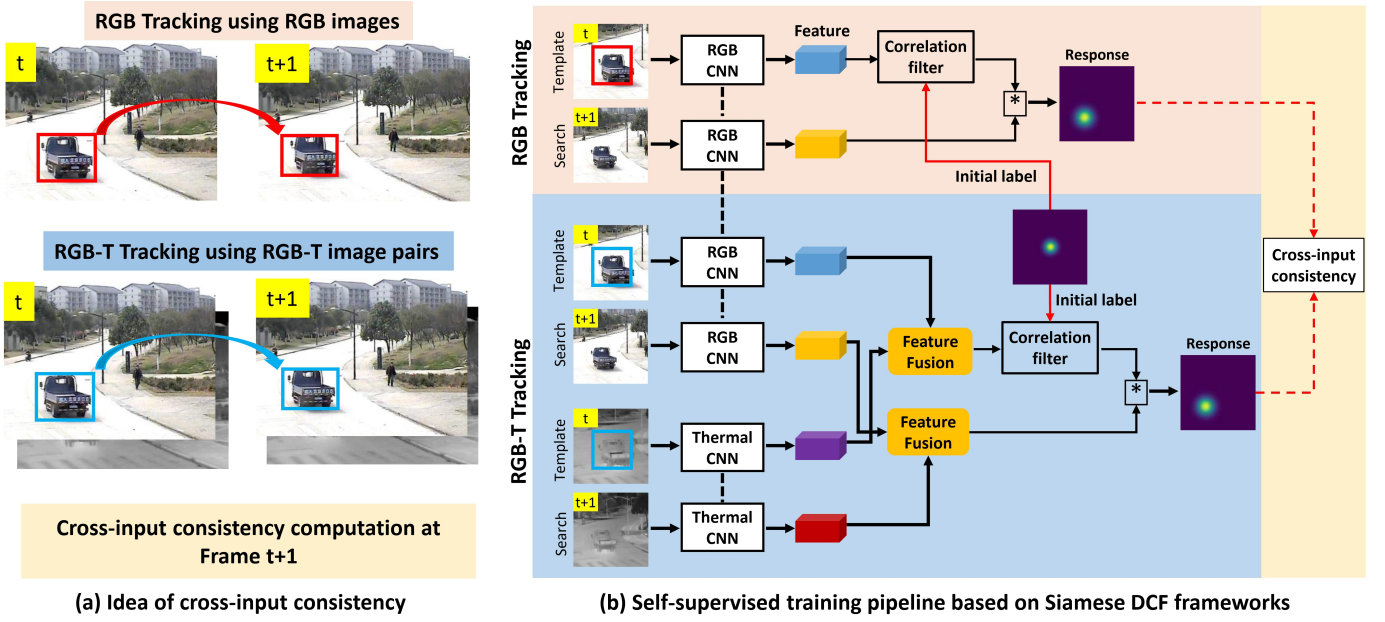 RGB Tracking using RGB images
t
t+1
RGB-T Tracking using RGB-T image pairs
t
t+1
Cross-input consistency computation at
Frame t+1
(a) Idea of cross-input consistency
RGB Tracking
Template
t
RGB
CNN
Feature
Correlation
filter
*
Response
Search
t+1
RGB
CNN
Initial label
RGB-T Tracking
Template
t
RGB
CNN
Search
t+1
RGB
CNN
Feature
Fusion
Initial label
Correlation
filter
*
Response
Template
t
Thermal
CNN
Feature
Fusion
Search
t+1
Thermal
CNN
Cross-input
consistency
(b) Self-supervised training pipeline based on Siamese DCF frameworks